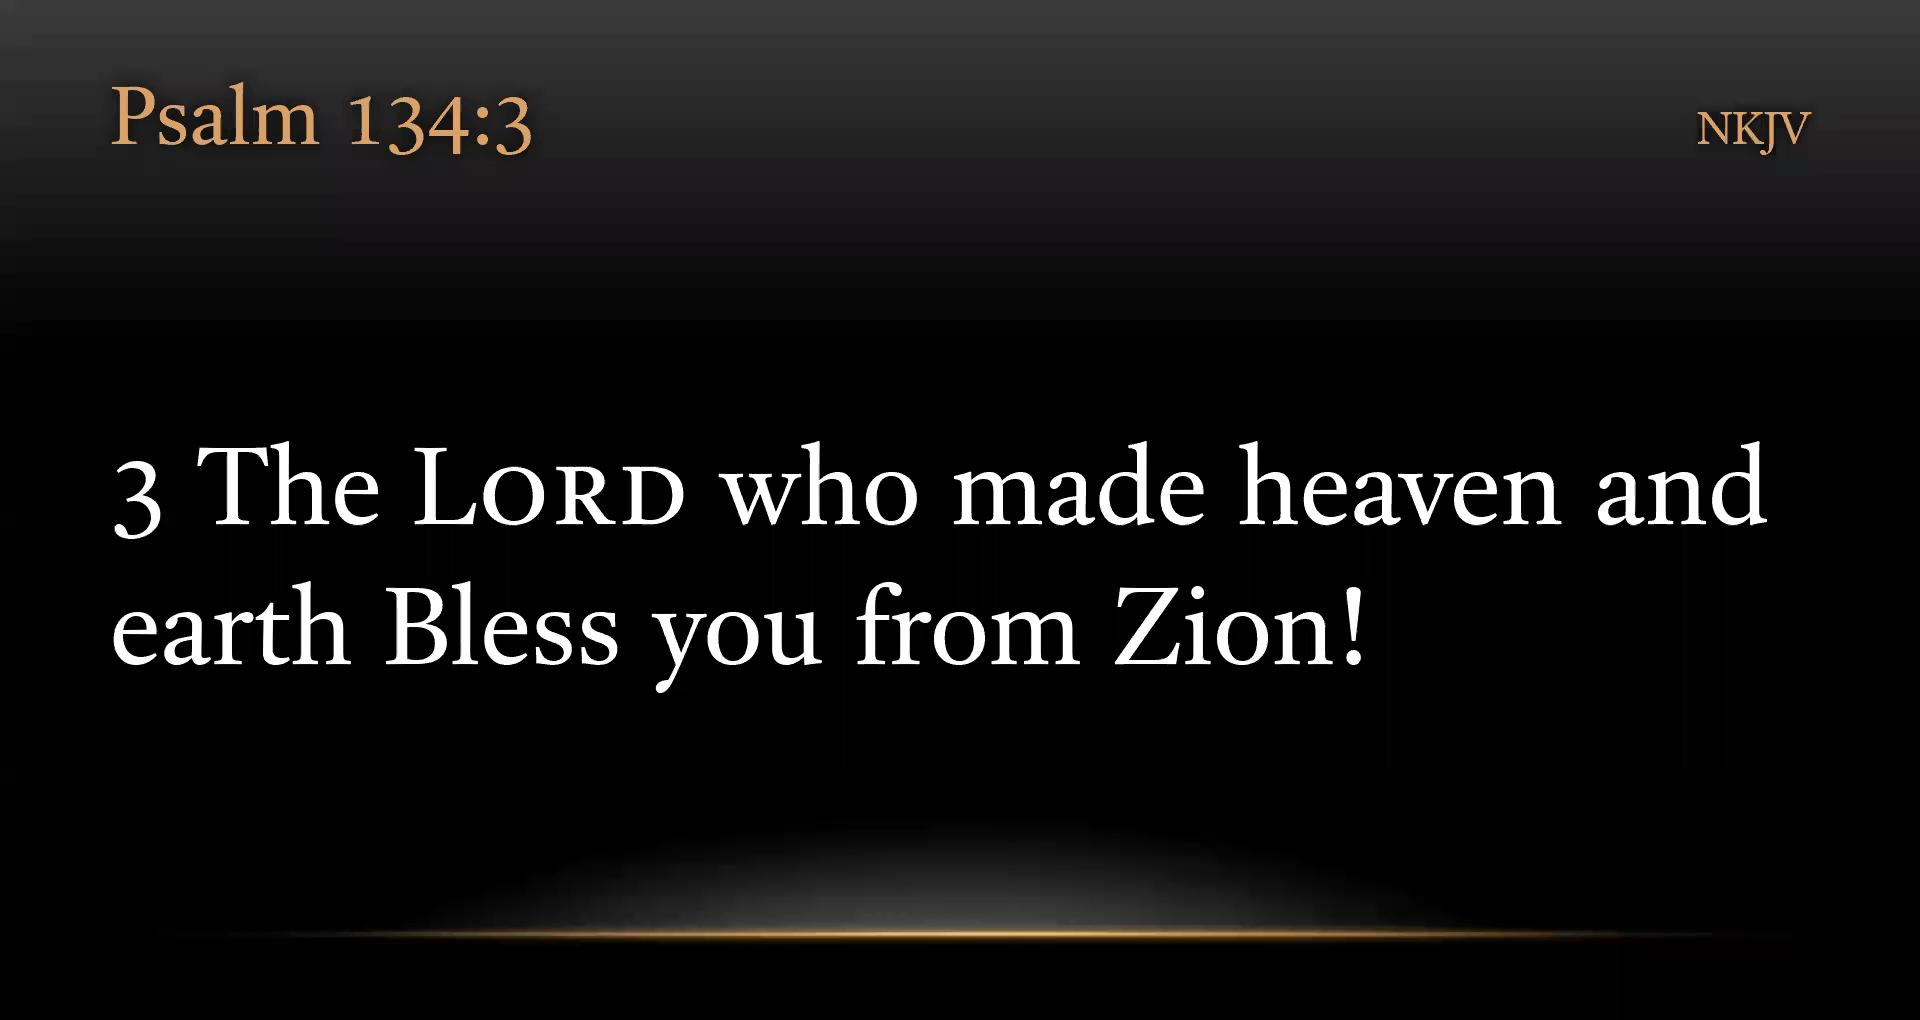 Psalm 134:3
NKJV
3 The LORD who made heaven and
earth Bless you from Zion!